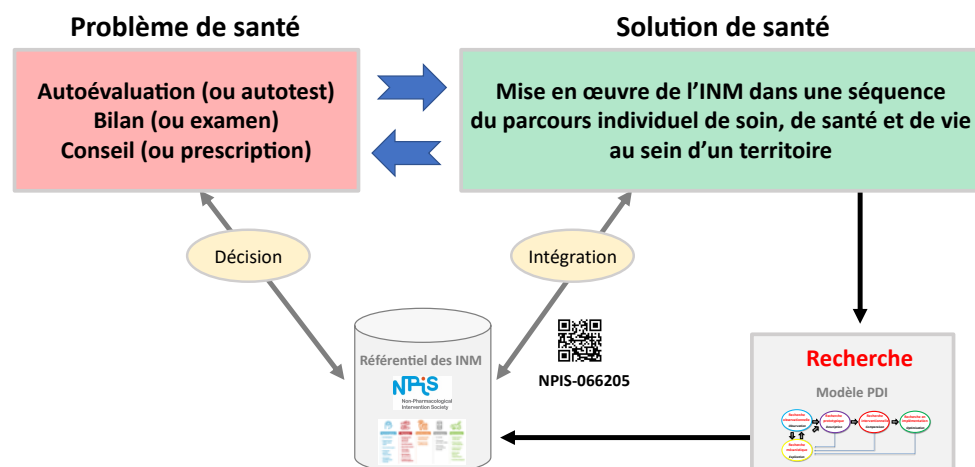 Problème de santé
Solution de santé
Autoévaluation (ou autotest)
Bilan (ou examen)
Conseil (ou prescription)
Mise en œuvre de l’INM dans une séquence
du parcours individuel de soin, de santé et de vie
au sein d’un territoire
Décision
Intégration
Référentiel des INM
NPIS
Non-Pharmacological
Intervention Society
NPIS-066205
Recherche
Modèle PDI